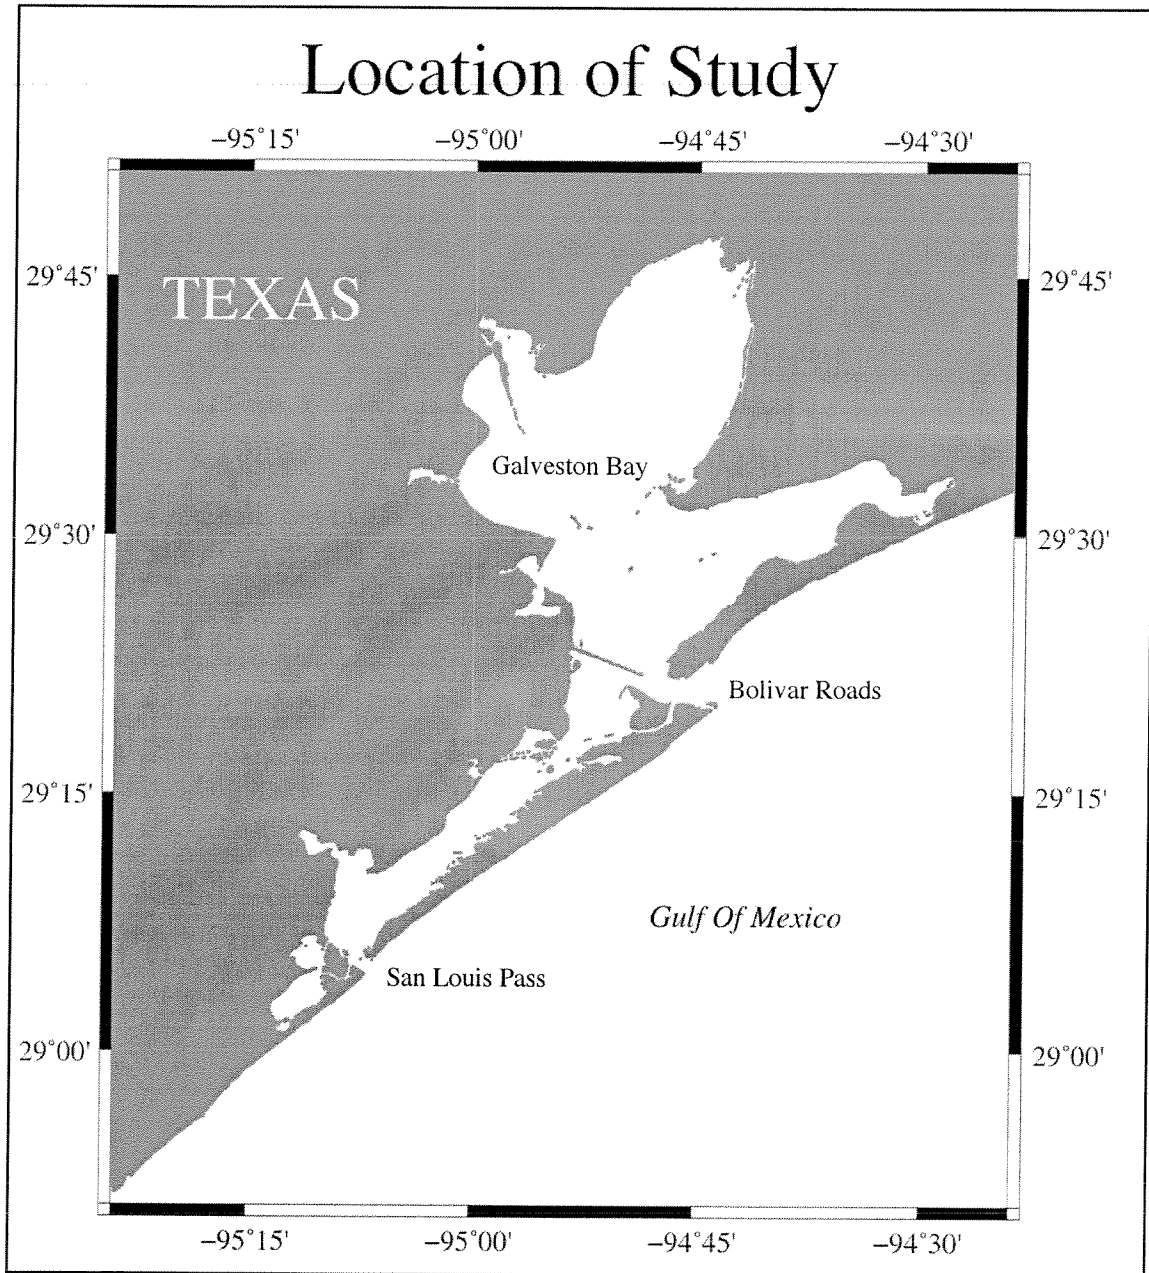 Location of Study
−95°15' −95°00' −94°45' −94°30'
29°45' 29°45'
TEXAS
Galveston Bay
29°30' 29°30'
Bolivar Roads
29°15' 29°15'
Gulf Of Mexico
San Louis Pass
29°00' 29°00'
−95°15' −95°00' −94°45' −94°30'